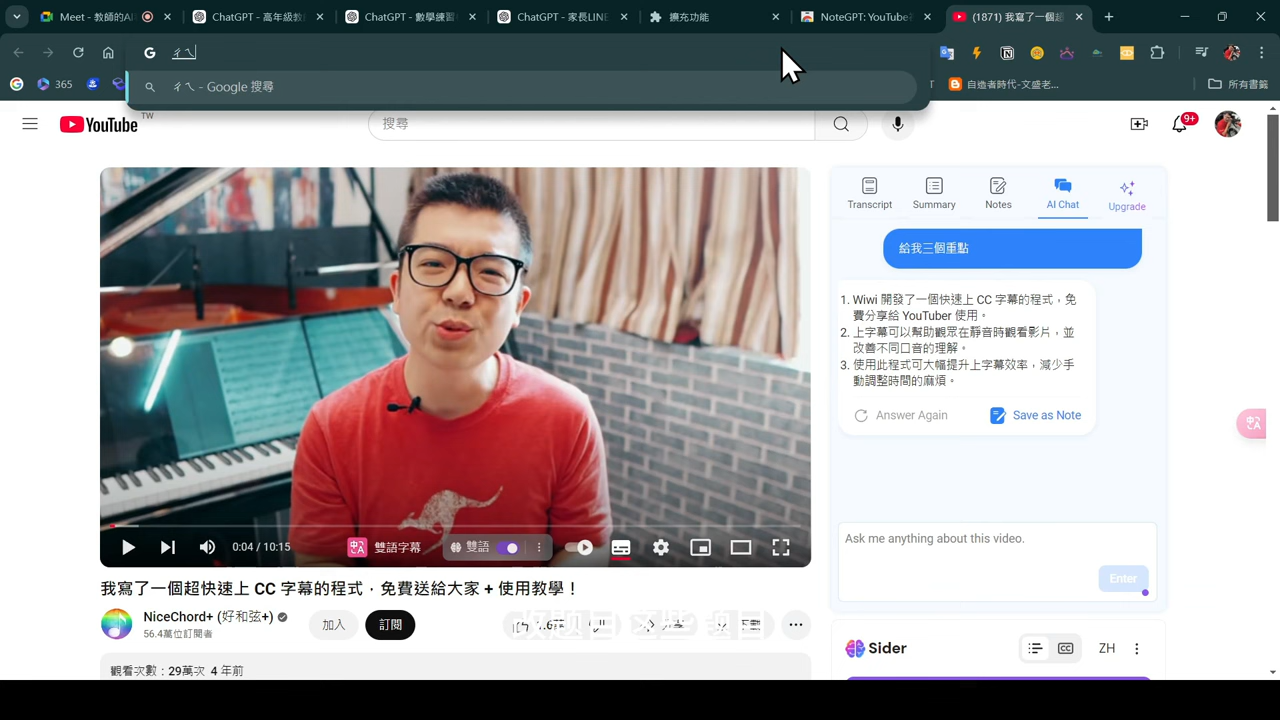 Meet - 教師的AI
ChatGPT - 高年級數
ChatGPT - 數學練習
ChatGPT - 家長LINE
擴充功能
NoteGPT: YouTube
(1871) 我寫了一個超
ㄔㄟ
ㄔㄟ - Google 搜尋
365
自造者時代-文盛老...
所有書籤
YouTube
TW
搜尋
9+
Transcript
Summary
Notes
AI Chat
Upgrade
給我三個重點
1. Wiwi 開發了一個快速上 CC 字幕的程式，免
費分享給 YouTuber 使用。
2. 上字幕可以幫助觀眾在靜音時觀看影片，並
改善不同口音的理解。
3. 使用此程式可大幅提升上字幕效率，減少手
動調整時間的麻煩。
Answer Again
Save as Note
Ask me anything about this video.
Enter
0:04 / 10:15
雙語字幕
雙語
我寫了一個超快速上 CC 字幕的程式，免費送給大家 + 使用教學！
NiceChord+ (好和弦+)
56.4萬位訂閱者
加入
訂閱
觀看次數：29萬次 4 年前
Sider
ZH